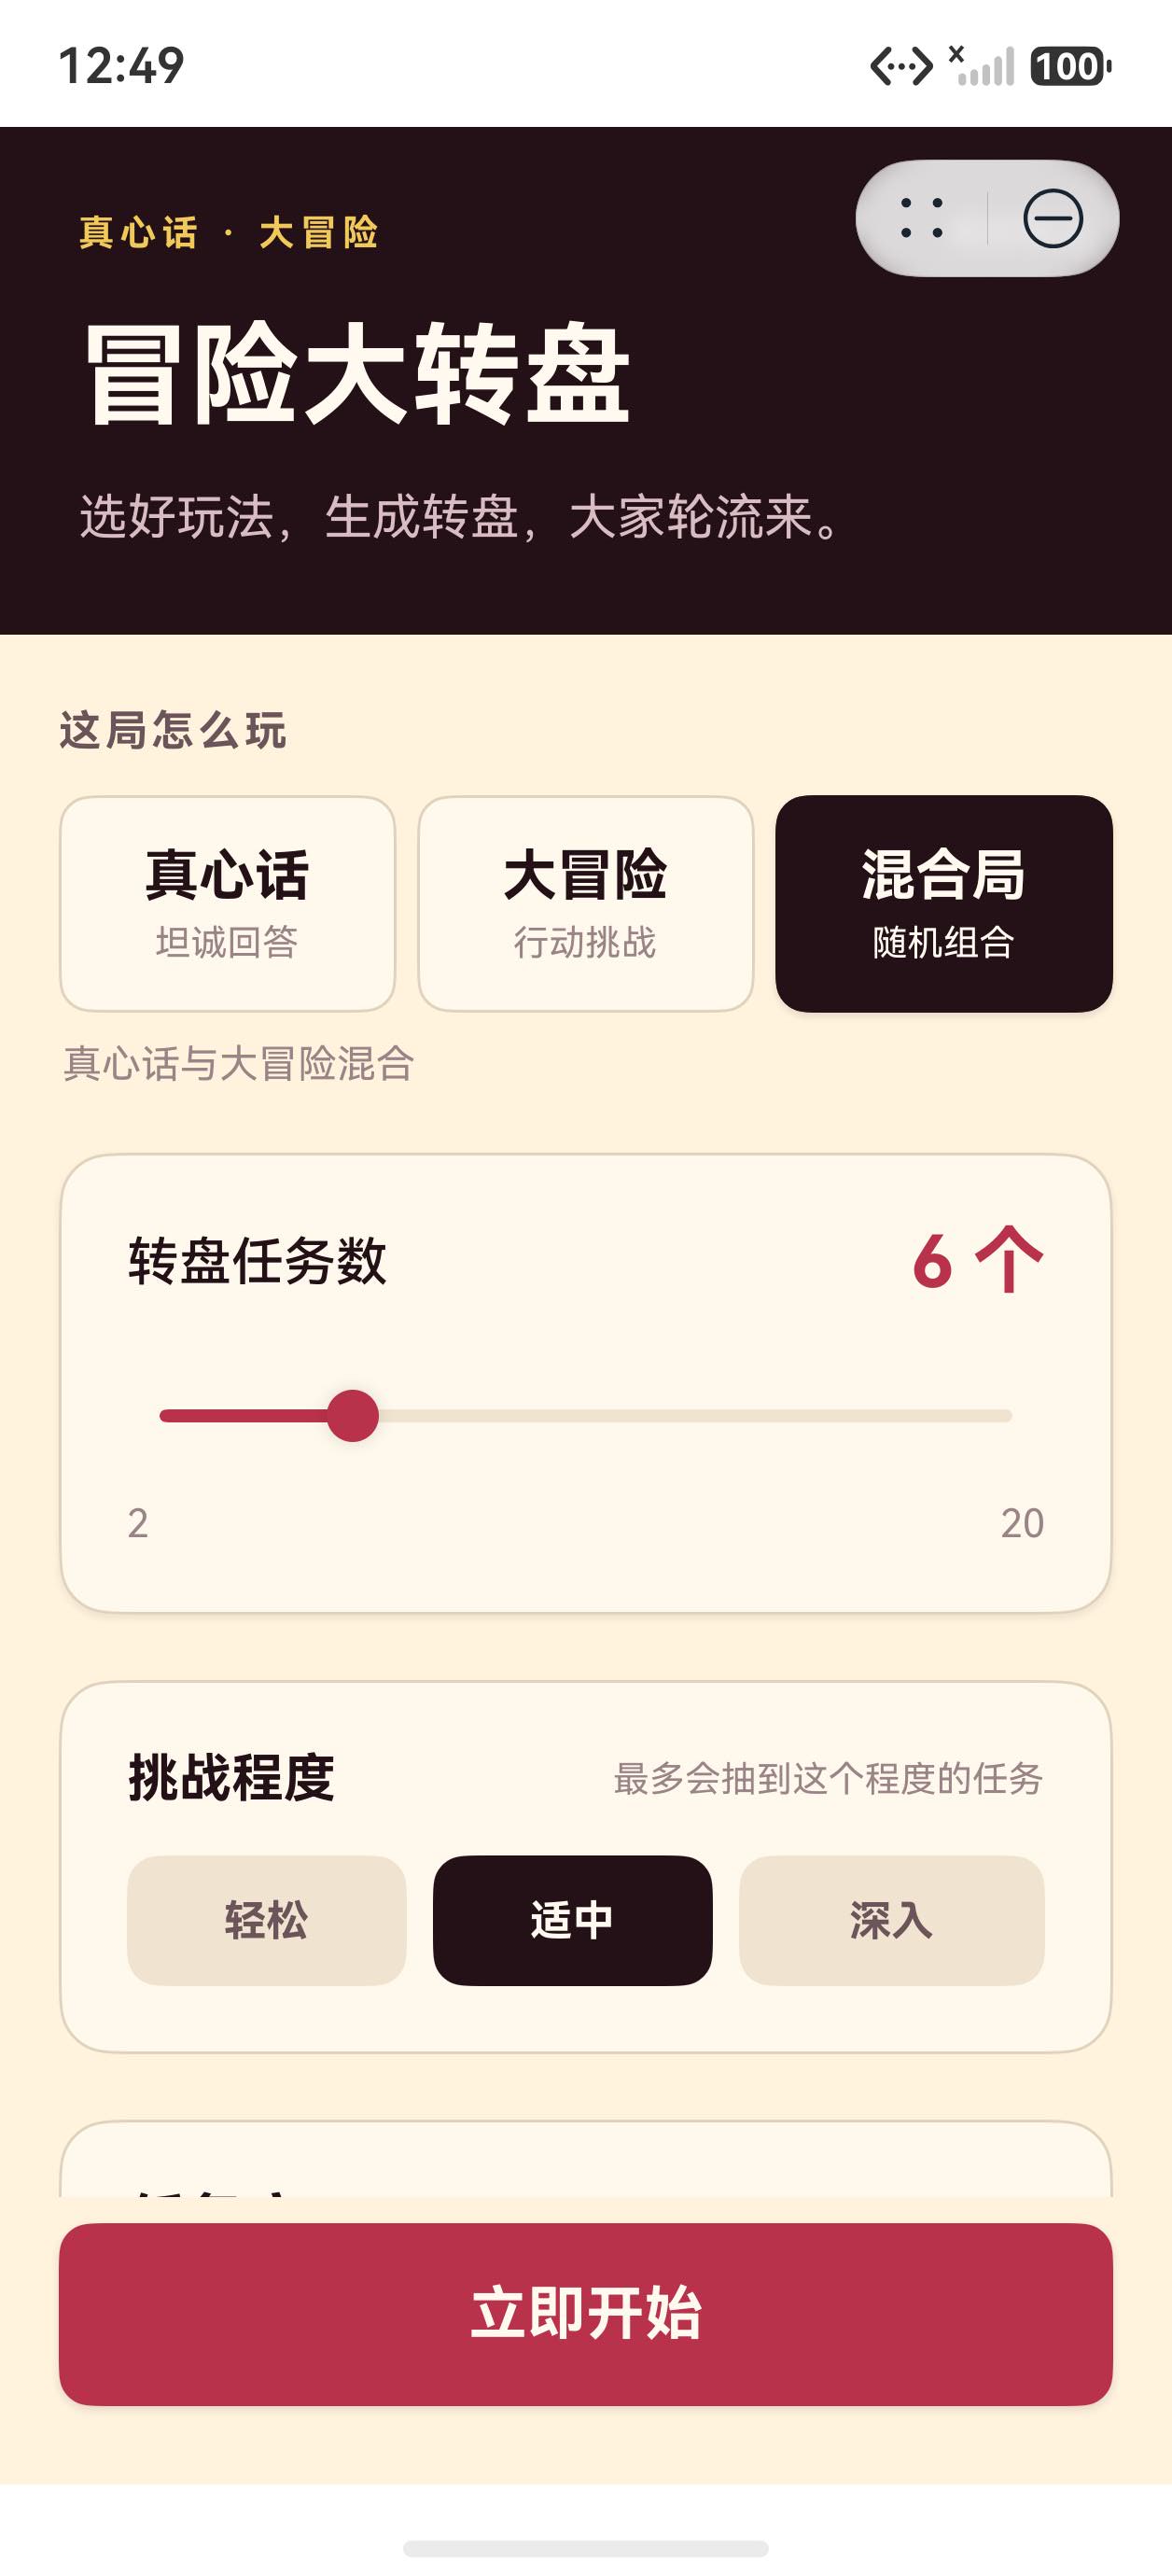 12:49
100
真心话 · 大冒险
冒险大转盘
选好玩法，生成转盘，大家轮流来。
这局怎么玩
真心话 大冒险 混合局
坦诚回答 行动挑战 随机组合
真心话与大冒险混合
转盘任务数 6 个
2 20
挑战程度 最多会抽到这个程度的任务
轻松 适中 深入
立即开始